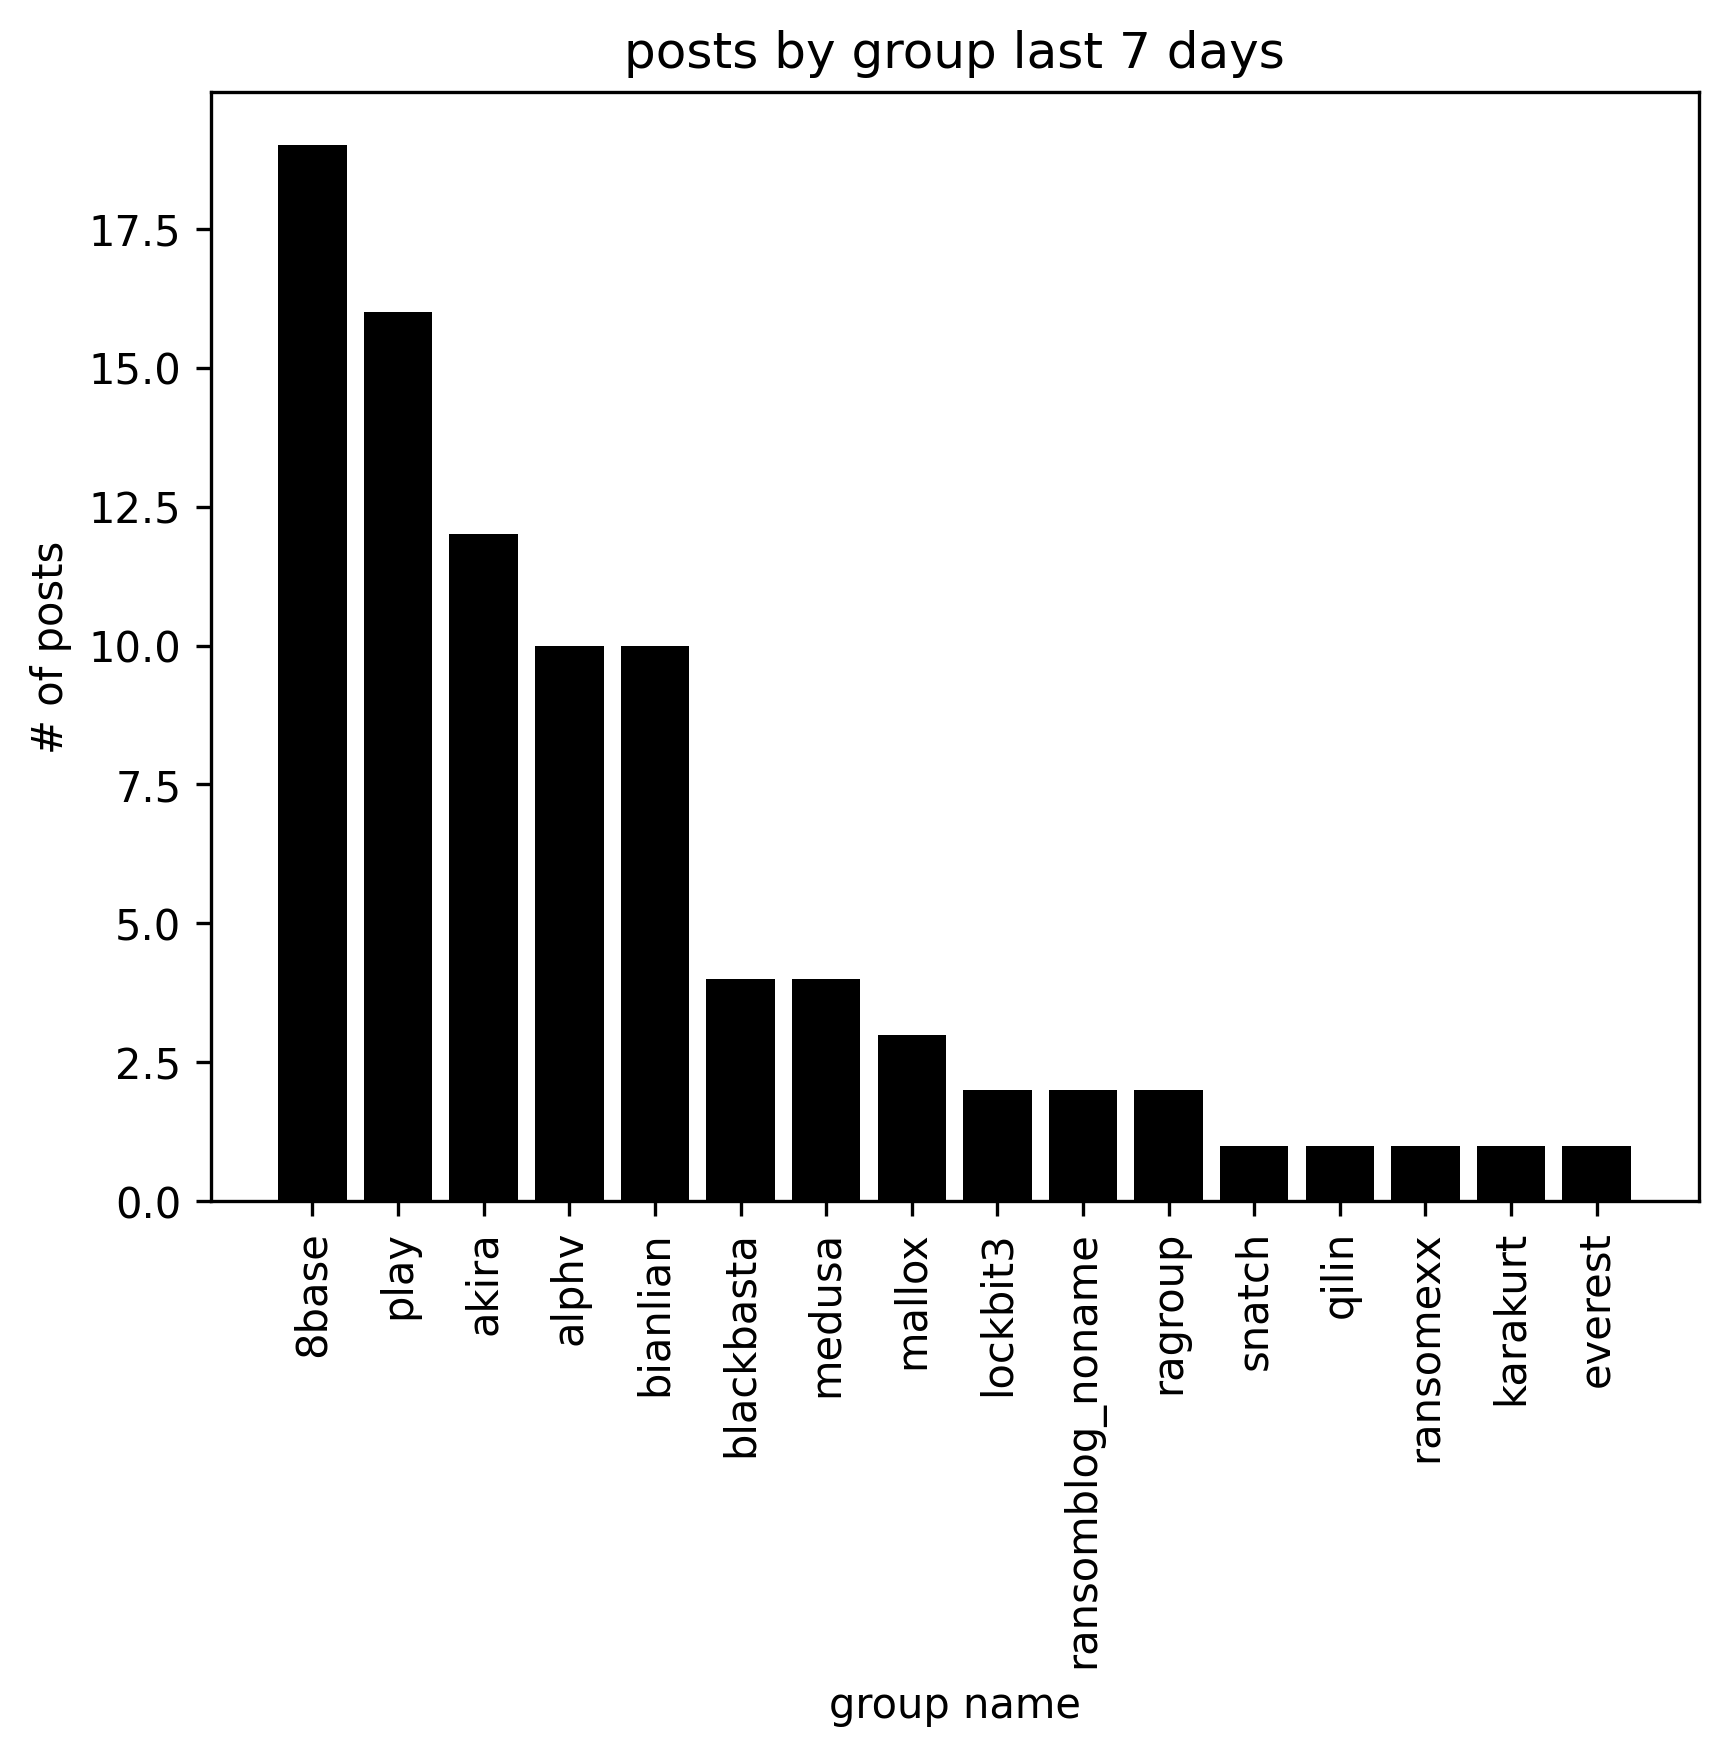 posts by group last 7 days
# of posts
17.5
15.0
12.5
10.0
7.5
5.0
2.5
0.0
8base
play
akira
alphv
bianlian
blackbasta
medusa
mallox
lockbit3
ransomblog_noname
ragroup
snatch
qilin
ransomexx
karakurt
everest
group name